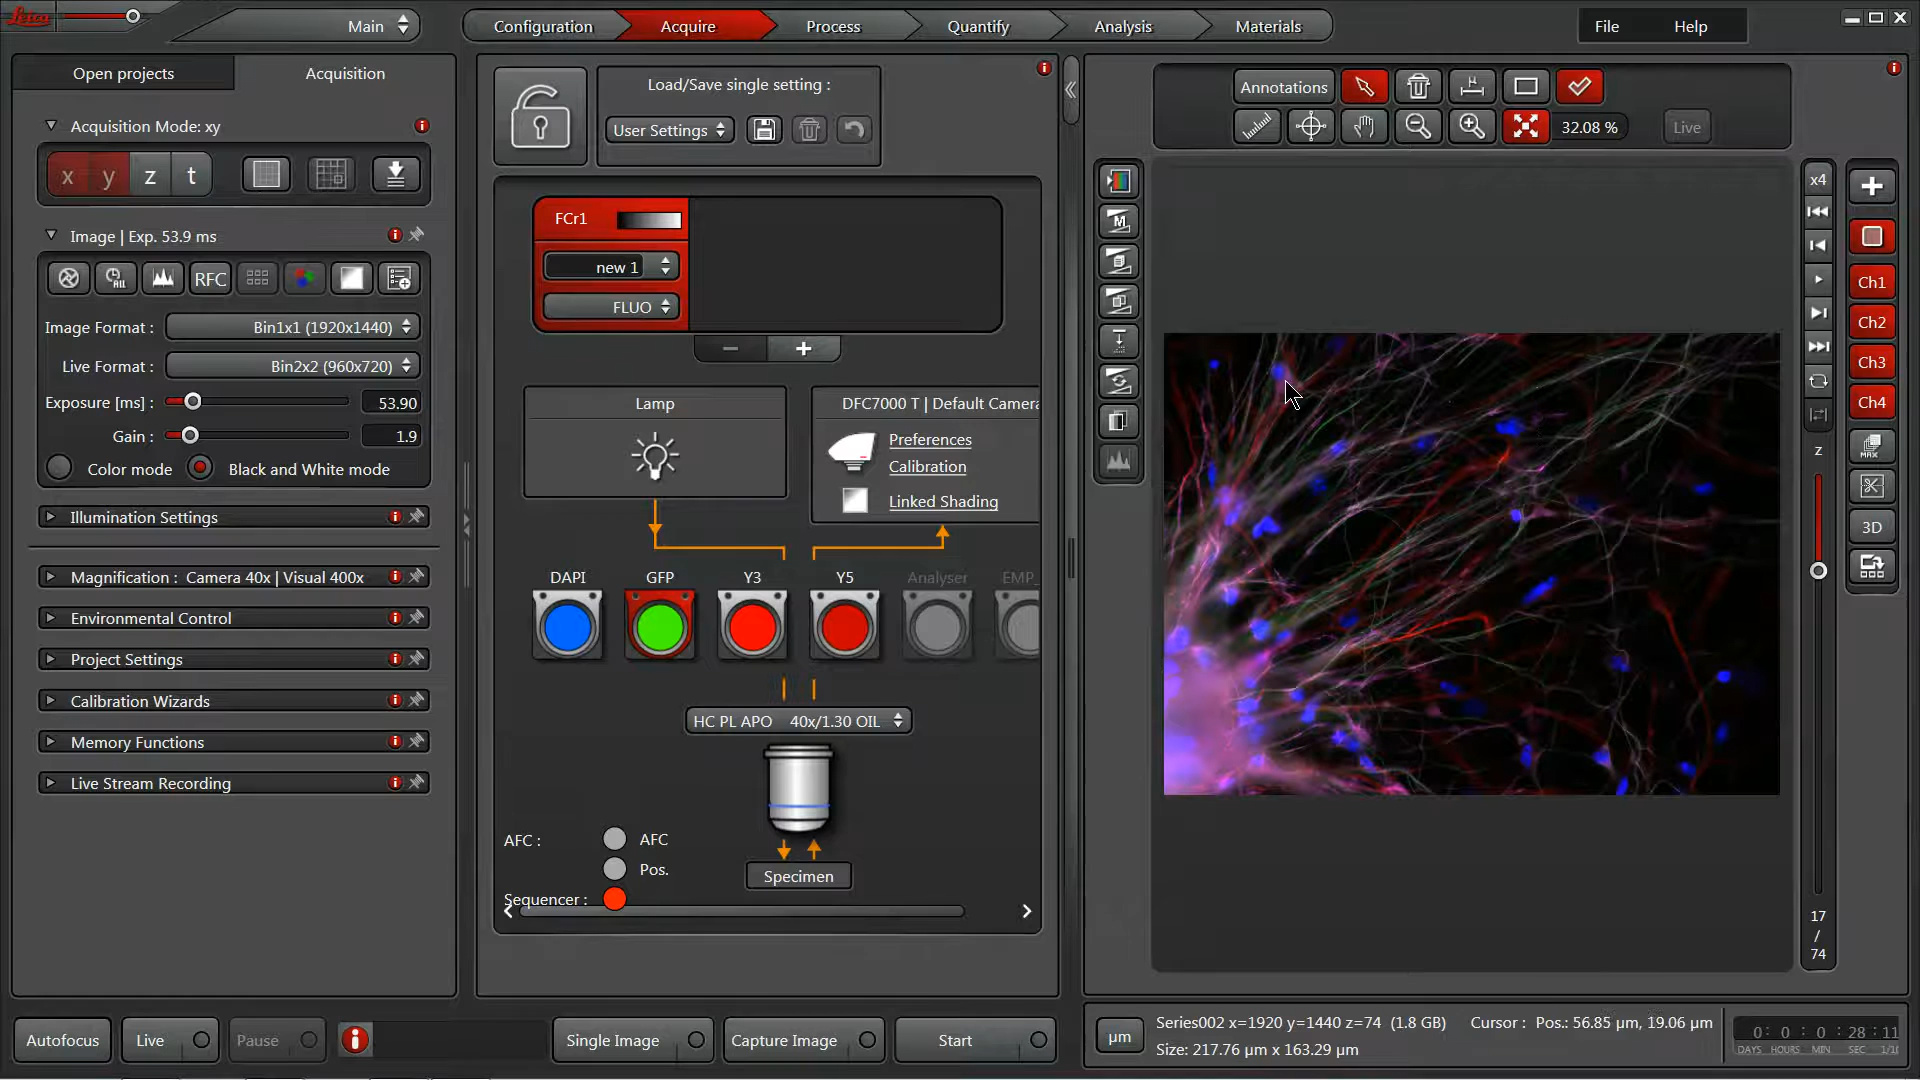 Leica
Main
Configuration
Acquire
Process
Quantify
Analysis
Materials
File
Help
Open projects
Acquisition
Acquisition Mode: xy
x
y
z
t
Image | Exp. 53.9 ms
ALL
RFC
Image Format :
Bin1x1 (1920x1440)
Live Format :
Bin2x2 (960x720)
Exposure [ms] :
53.90
Gain :
1.9
Color mode
Black and White mode
Illumination Settings
Magnification : Camera 40x | Visual 400x
Environmental Control
Project Settings
Calibration Wizards
Memory Functions
Live Stream Recording
Load/Save single setting :
User Settings
FCr1
new 1
FLUO
Lamp
DFC7000 T | Default Camera
Preferences
Calibration
Linked Shading
DAPI
GFP
Y3
Y5
Analyser
EMP_
HC PL APO 40x/1.30 OIL
AFC :
AFC
Pos.
Sequencer :
Specimen
Annotations
32.08 %
Live
M
x4
z
17
/
74
Ch1
Ch2
Ch3
Ch4
MAX
3D
Autofocus
Live
Pause
Single Image
Capture Image
Start
µm
Series002 x=1920 y=1440 z=74 (1.8 GB)
Cursor : Pos.: 56.85 µm, 19.06 µm
Size: 217.76 µm x 163.29 µm
0: 0: 0: 28: 11
DAYS HOURS MIN SEC 1/10